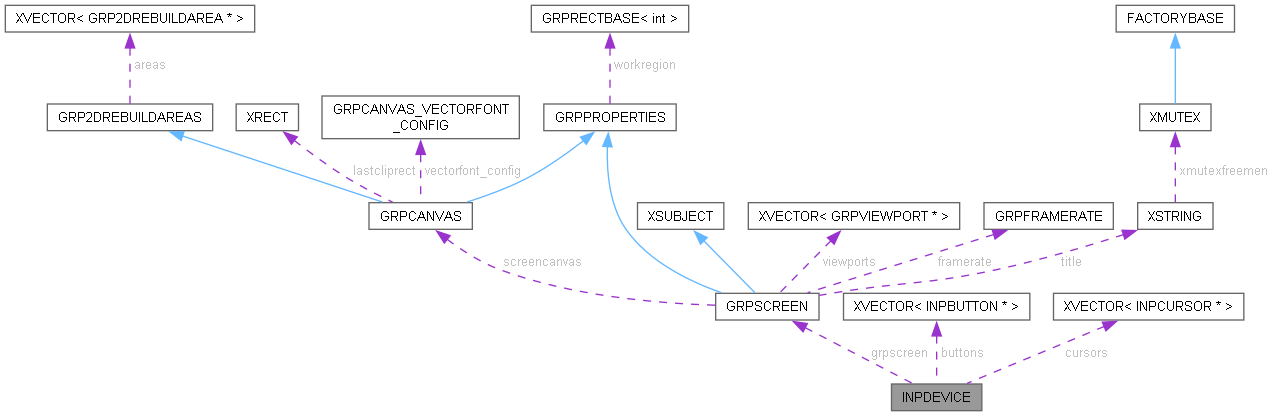 XVECTOR< GRP2DREBUILDAREA * >
GRPRECTBASE< int >
FACTORYBASE
areas
workregion
GRP2DREBUILDAREAS
XRECT
GRPCANVAS_VECTORFONT
_CONFIG
GRPPROPERTIES
XMUTEX
lastcliprect
vectorfont_config
xmutexfreemen
GRPCANVAS
XSUBJECT
XVECTOR< GRPVIEWPORT * >
GRPFRAMERATE
XSTRING
screencanvas
viewports
framerate
title
GRPSCREEN
XVECTOR< INPBUTTON * >
XVECTOR< INPCURSOR * >
grpscreen
buttons
cursors
INPDEVICE